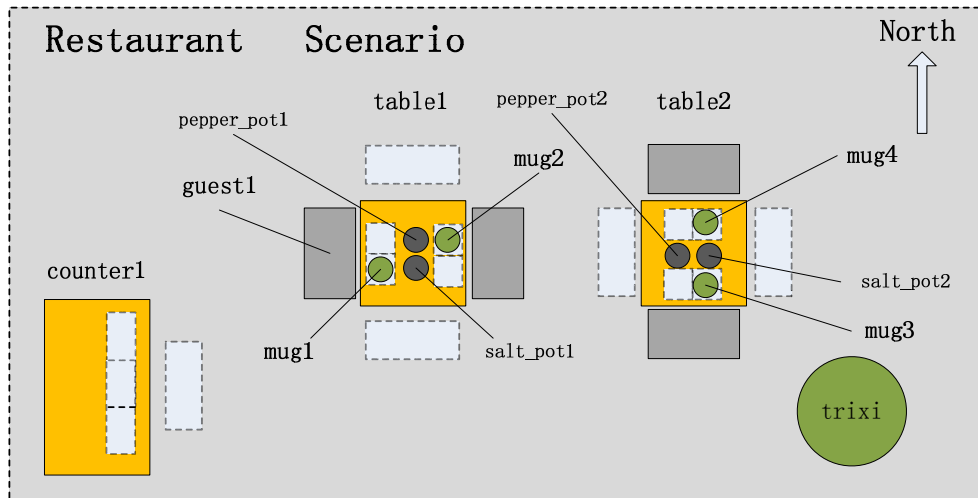 Restaurant Scenario
North
table1
pepper_pot2
table2
pepper_pot1
mug2
mug4
guest1
counter1
salt_pot2
mug1
salt_pot1
mug3
trixi